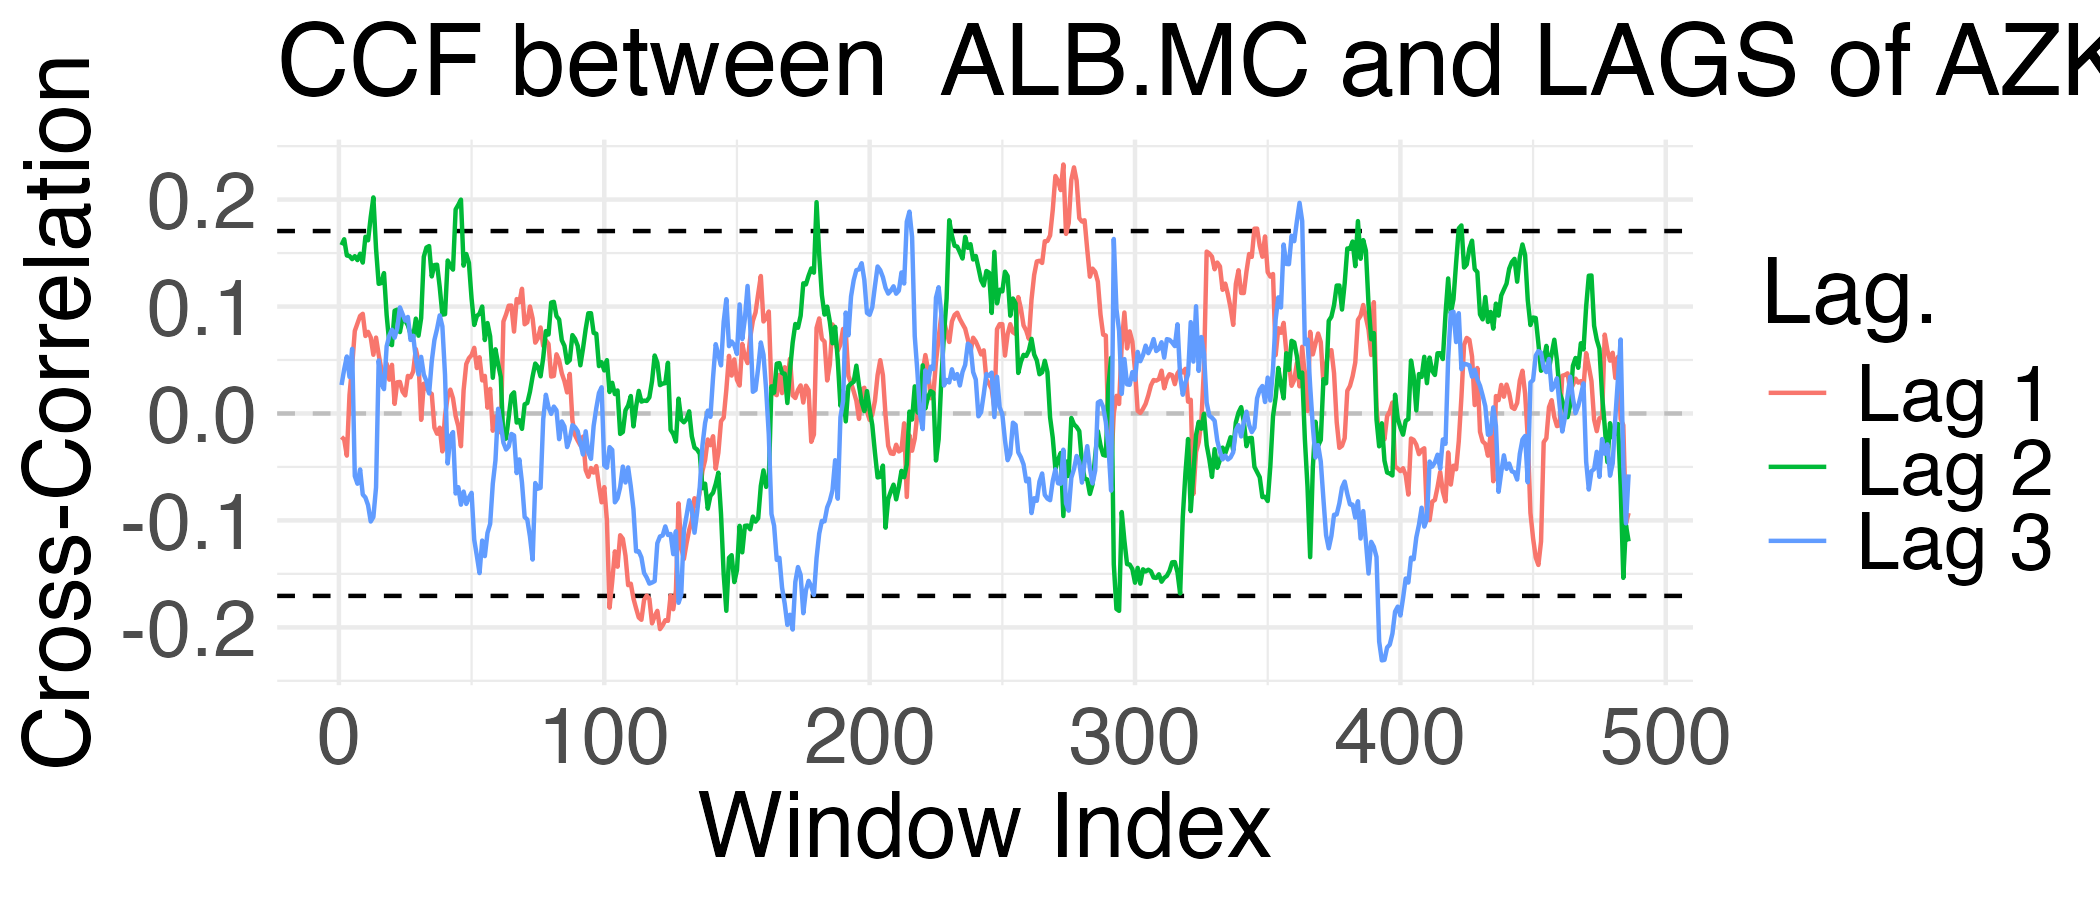 CCF between  ALB.MC and LAGS of AZK
Cross-Correlation
0.2
0.1
0.0
-0.1
-0.2
0 100 200 300 400 500
Window Index
Lag.
Lag 1
Lag 2
Lag 3